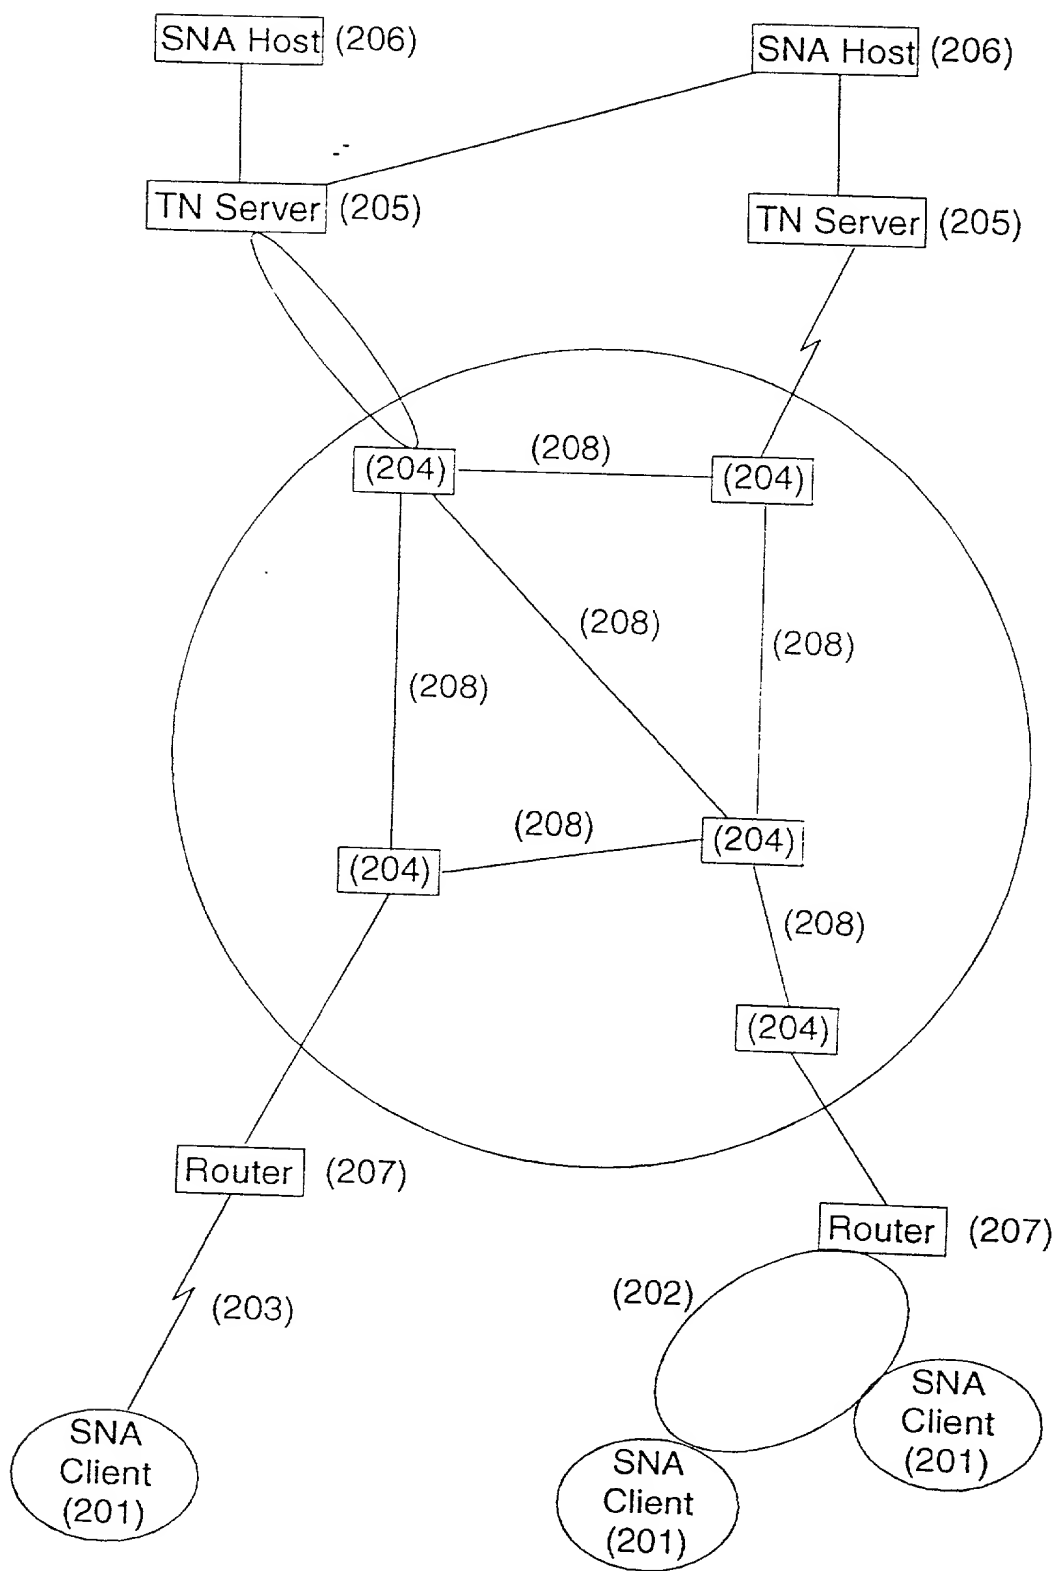 SNA Host (206)
SNA Host (206)
TN Server (205)
TN Server (205)
(204)
(208)
(204)
(208)
(208)
(208)
(208)
(204)
(204)
(208)
(204)
Router (207)
Router (207)
(203)
(202)
SNA
Client
(201)
SNA
Client
(201)
SNA
Client
(201)